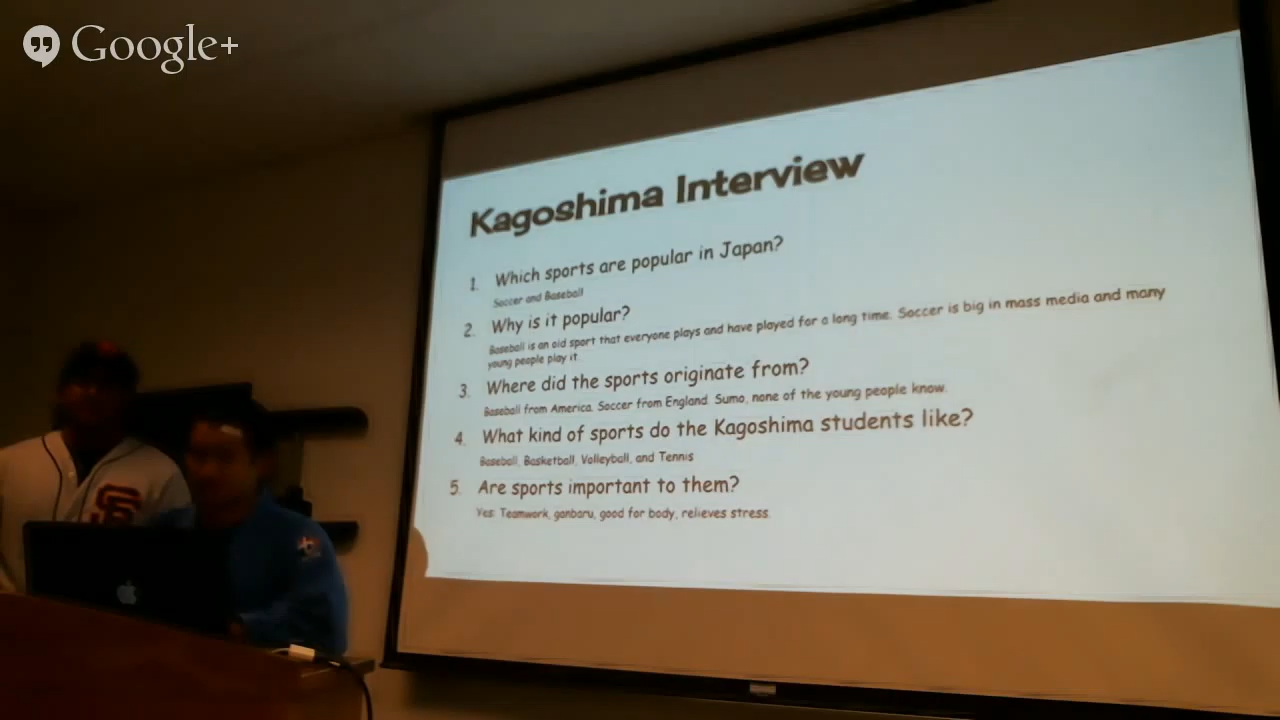 Google+
Kagoshima Interview
1. Which sports are popular in Japan?
Soccer and Baseball
2. Why is it popular?
Baseball is an old sport that everyone plays and have played for a long time. Soccer is big in mass media and many
young people play it.
3. Where did the sports originate from?
Baseball from America. Soccer from England. Sumo, none of the young people know.
4. What kind of sports do the Kagoshima students like?
Baseball, Basketball, Volleyball, and Tennis
5. Are sports important to them?
Yes: Teamwork, ganbaru, good for body, relieves stress.
SF